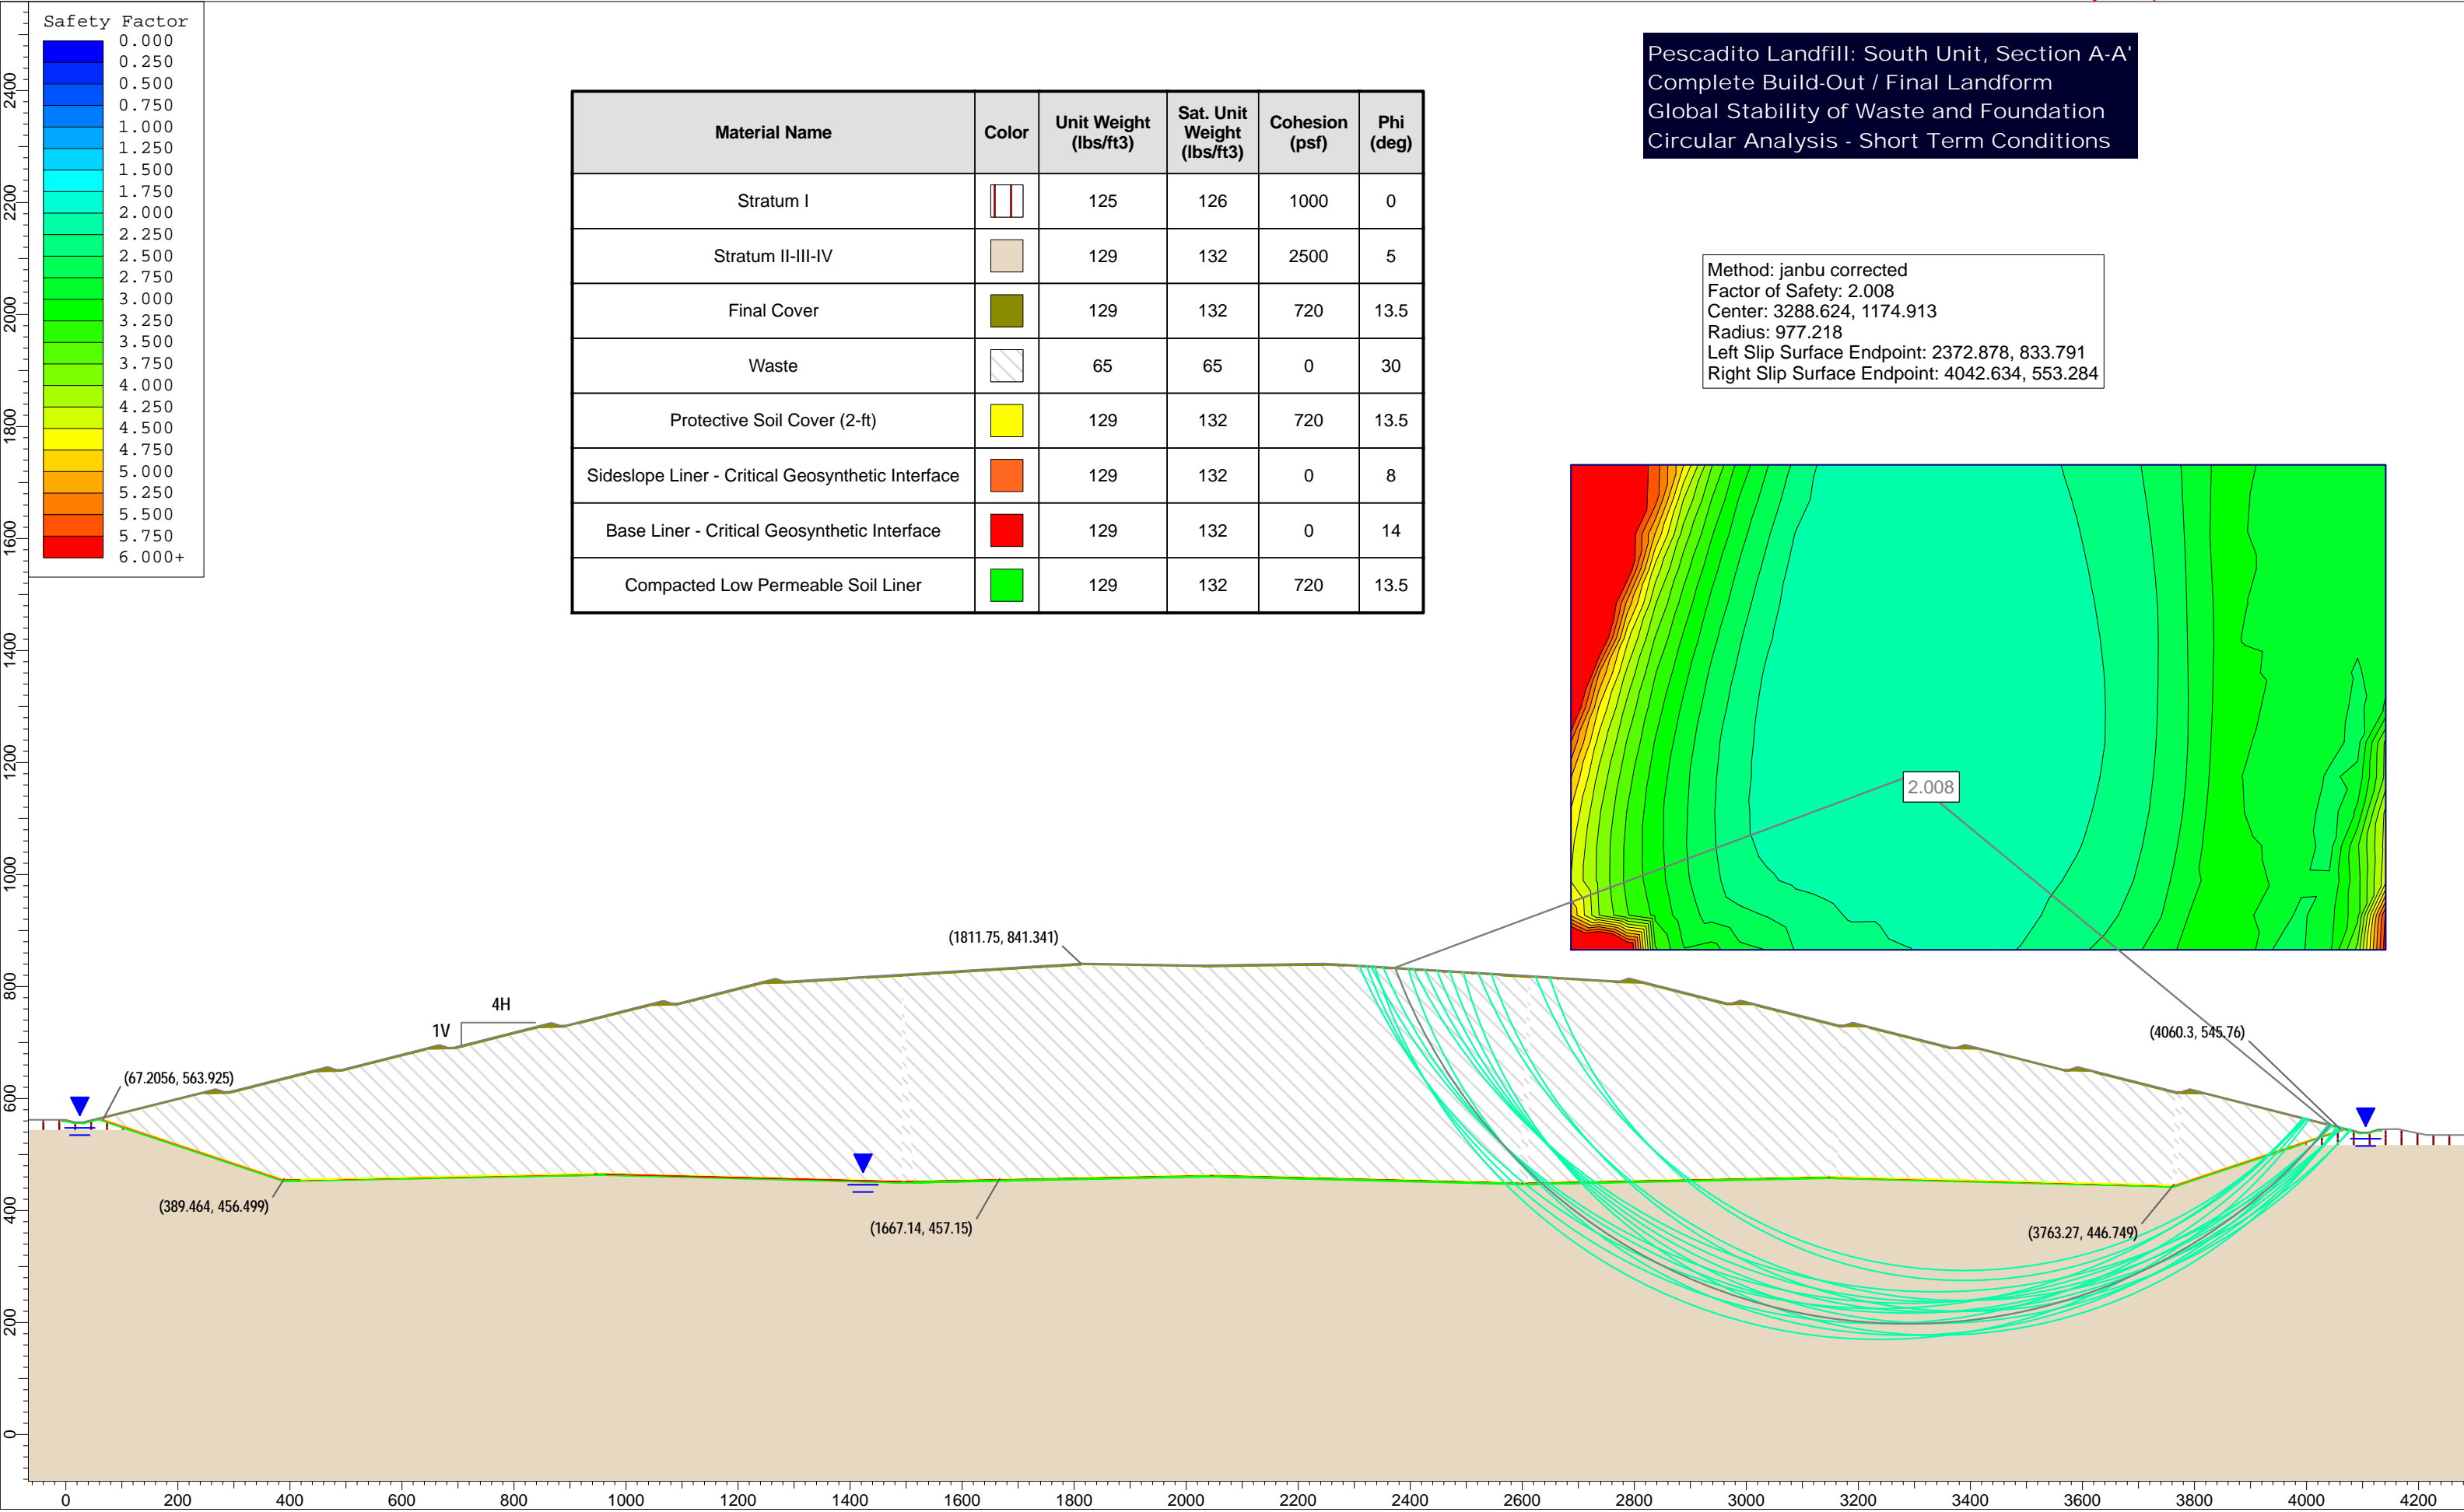 Safety Factor
0.000
0.250
0.500
0.750
1.000
1.250
1.500
1.750
2.000
2.250
2.500
2.750
3.000
3.250
3.500
3.750
4.000
4.250
4.500
4.750
5.000
5.250
5.500
5.750
6.000+
Pescadito Landfill: South Unit, Section A-A'
Complete Build-Out / Final Landform
Global Stability of Waste and Foundation
Circular Analysis - Short Term Conditions
Material Name Color Unit Weight (lbs/ft3) Sat. Unit Weight (lbs/ft3) Cohesion (psf) Phi (deg)
Stratum I 125 126 1000 0
Stratum II-III-IV 129 132 2500 5
Final Cover 129 132 720 13.5
Waste 65 65 0 30
Protective Soil Cover (2-ft) 129 132 720 13.5
Sideslope Liner - Critical Geosynthetic Interface 129 132 0 8
Base Liner - Critical Geosynthetic Interface 129 132 0 14
Compacted Low Permeable Soil Liner 129 132 720 13.5
Method: janbu corrected
Factor of Safety: 2.008
Center: 3288.624, 1174.913
Radius: 977.218
Left Slip Surface Endpoint: 2372.878, 833.791
Right Slip Surface Endpoint: 4042.634, 553.284
2.008
(1811.75, 841.341)
4H
1V
(4060.3, 545.76)
(67.2056, 563.925)
(389.464, 456.499)
(1667.14, 457.15)
(3763.27, 446.749)
2400
2200
2000
1800
1600
1400
1200
1000
800
600
400
200
0
0 200 400 600 800 1000 1200 1400 1600 1800 2000 2200 2400 2600 2800 3000 3200 3400 3600 3800 4000 4200